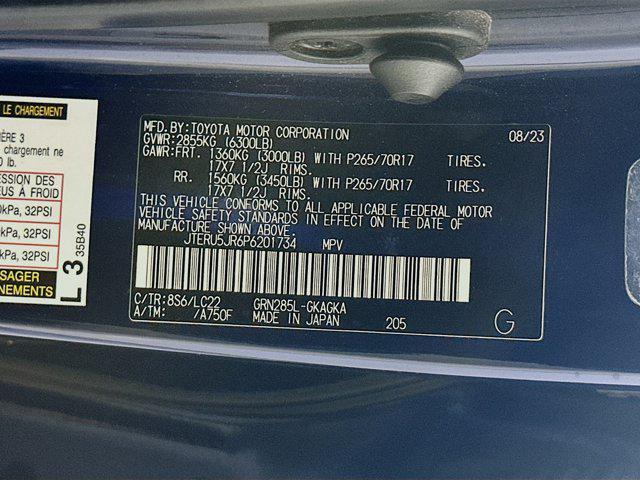 LE CHARGEMENT
IÈRE 3
chargement ne
0 lb.
ESSION DES
EUS À FROID
kPa, 32PSI
kPa, 32PSI
kPa, 32PSI
SAGER
NEMENTS
L 3 35B40
MFD.BY:TOYOTA MOTOR CORPORATION 08/23
GVWR:2855KG (6300LB)
GAWR:FRT. 1360KG (3000LB) WITH P265/70R17 TIRES.
17X7 1/2J RIMS.
RR. 1560KG (3450LB) WITH P265/70R17 TIRES.
17X7 1/2J RIMS.
THIS VEHICLE CONFORMS TO ALL APPLICABLE FEDERAL MOTOR
VEHICLE SAFETY STANDARDS IN EFFECT ON THE DATE OF
MANUFACTURE SHOWN ABOVE.
JTERU5JR6P6201734 MPV
C/TR:8S6/LC22 GRN285L-GKAGKA
A/TM: /A750F MADE IN JAPAN 205 G